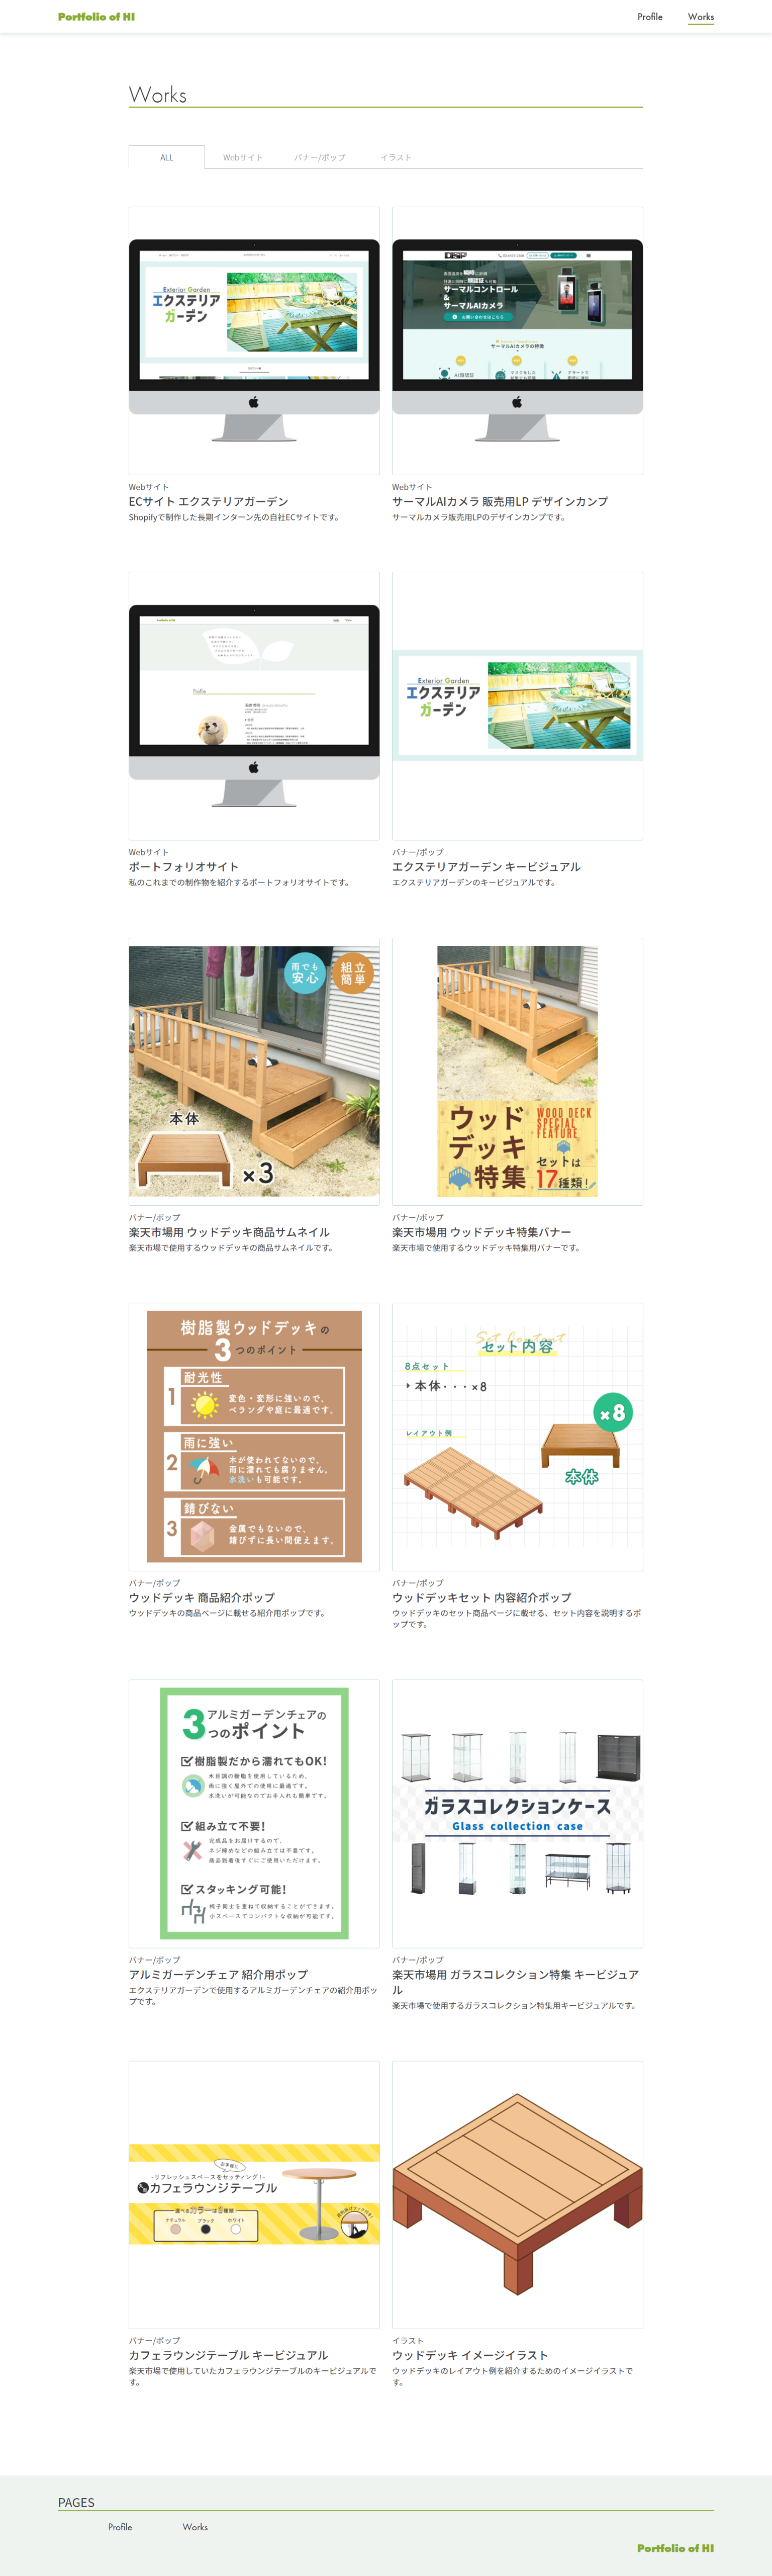 Portfolio of HI
Profile
Works
Works
ALL
Webサイト
バナー/ポップ
イラスト
Exterior Garden
エクステリア
ガーデン
サーマルコントロール
&
サーマルAIカメラ
お問い合わせはこちら
サーマルAIカメラの特徴
AI顔認証
Webサイト
ECサイト エクステリアガーデン
Shopifyで制作した長期インターン先の自社ECサイトです。
Webサイト
サーマルAIカメラ 販売用LP デザインカンプ
サーマルカメラ販売用LPのデザインカンプです。
Portfolio of HI
Profile
Exterior Garden
エクステリア
ガーデン
Webサイト
ポートフォリオサイト
私のこれまでの制作物を紹介するポートフォリオサイトです。
バナー/ポップ
エクステリアガーデン キービジュアル
エクステリアガーデンのキービジュアルです。
雨でも
安心
組立
簡単
本体
×3
ウッド
デッキ
特集
WOOD DECK
SPECIAL
FEATURE
セットは
17種類!
バナー/ポップ
楽天市場用 ウッドデッキ商品サムネイル
楽天市場で使用するウッドデッキの商品サムネイルです。
バナー/ポップ
楽天市場用 ウッドデッキ特集バナー
楽天市場で使用するウッドデッキ特集用バナーです。
樹脂製ウッドデッキの
3つのポイント
1
耐光性
変色・変形に強いので、
ベランダや庭に最適です。
2
雨に強い
木が使われてないので、
雨に濡れても腐りません。
水洗いも可能です。
3
錆びない
金属でもないので、
錆びずに長い間使えます。
Set Content
セット内容
8点セット
本体・・・×8
レイアウト例
×8
本体
バナー/ポップ
ウッドデッキ 商品紹介ポップ
ウッドデッキの商品ページに載せる紹介用ポップです。
バナー/ポップ
ウッドデッキセット 内容紹介ポップ
ウッドデッキのセット商品ページに載せる、セット内容を説明するポ
ップです。
3
アルミガーデンチェアの
つのポイント
樹脂製だから濡れてもOK!
木目調の樹脂を使用しているため、
雨に強く屋外での使用に最適です。
水洗いが可能なのでお手入れも簡単です。
組み立て不要!
完成品をお届けするので、
ネジ締めなどの組み立ては不要です。
商品到着後すぐにご使用いただけます。
スタッキング可能!
椅子同士を重ねて収納することができます。
小スペースでコンパクトな収納が可能です。
ガラスコレクションケース
Glass collection case
バナー/ポップ
アルミガーデンチェア 紹介用ポップ
エクステリアガーデンで使用するアルミガーデンチェアの紹介用ポッ
プです。
バナー/ポップ
楽天市場用 ガラスコレクション特集 キービジュア
ル
楽天市場で使用するガラスコレクション特集用キービジュアルです。
お手軽に
-リフレッシュスペースをセッティング!-
カフェラウンジテーブル
選べるカラーは3種類
ナチュラル
ブラック
ホワイト
バナー/ポップ
カフェラウンジテーブル キービジュアル
楽天市場で使用していたカフェラウンジテーブルのキービジュアルで
す。
イラスト
ウッドデッキ イメージイラスト
ウッドデッキのレイアウト例を紹介するためのイメージイラストで
す。
PAGES
Profile
Works
Portfolio of HI